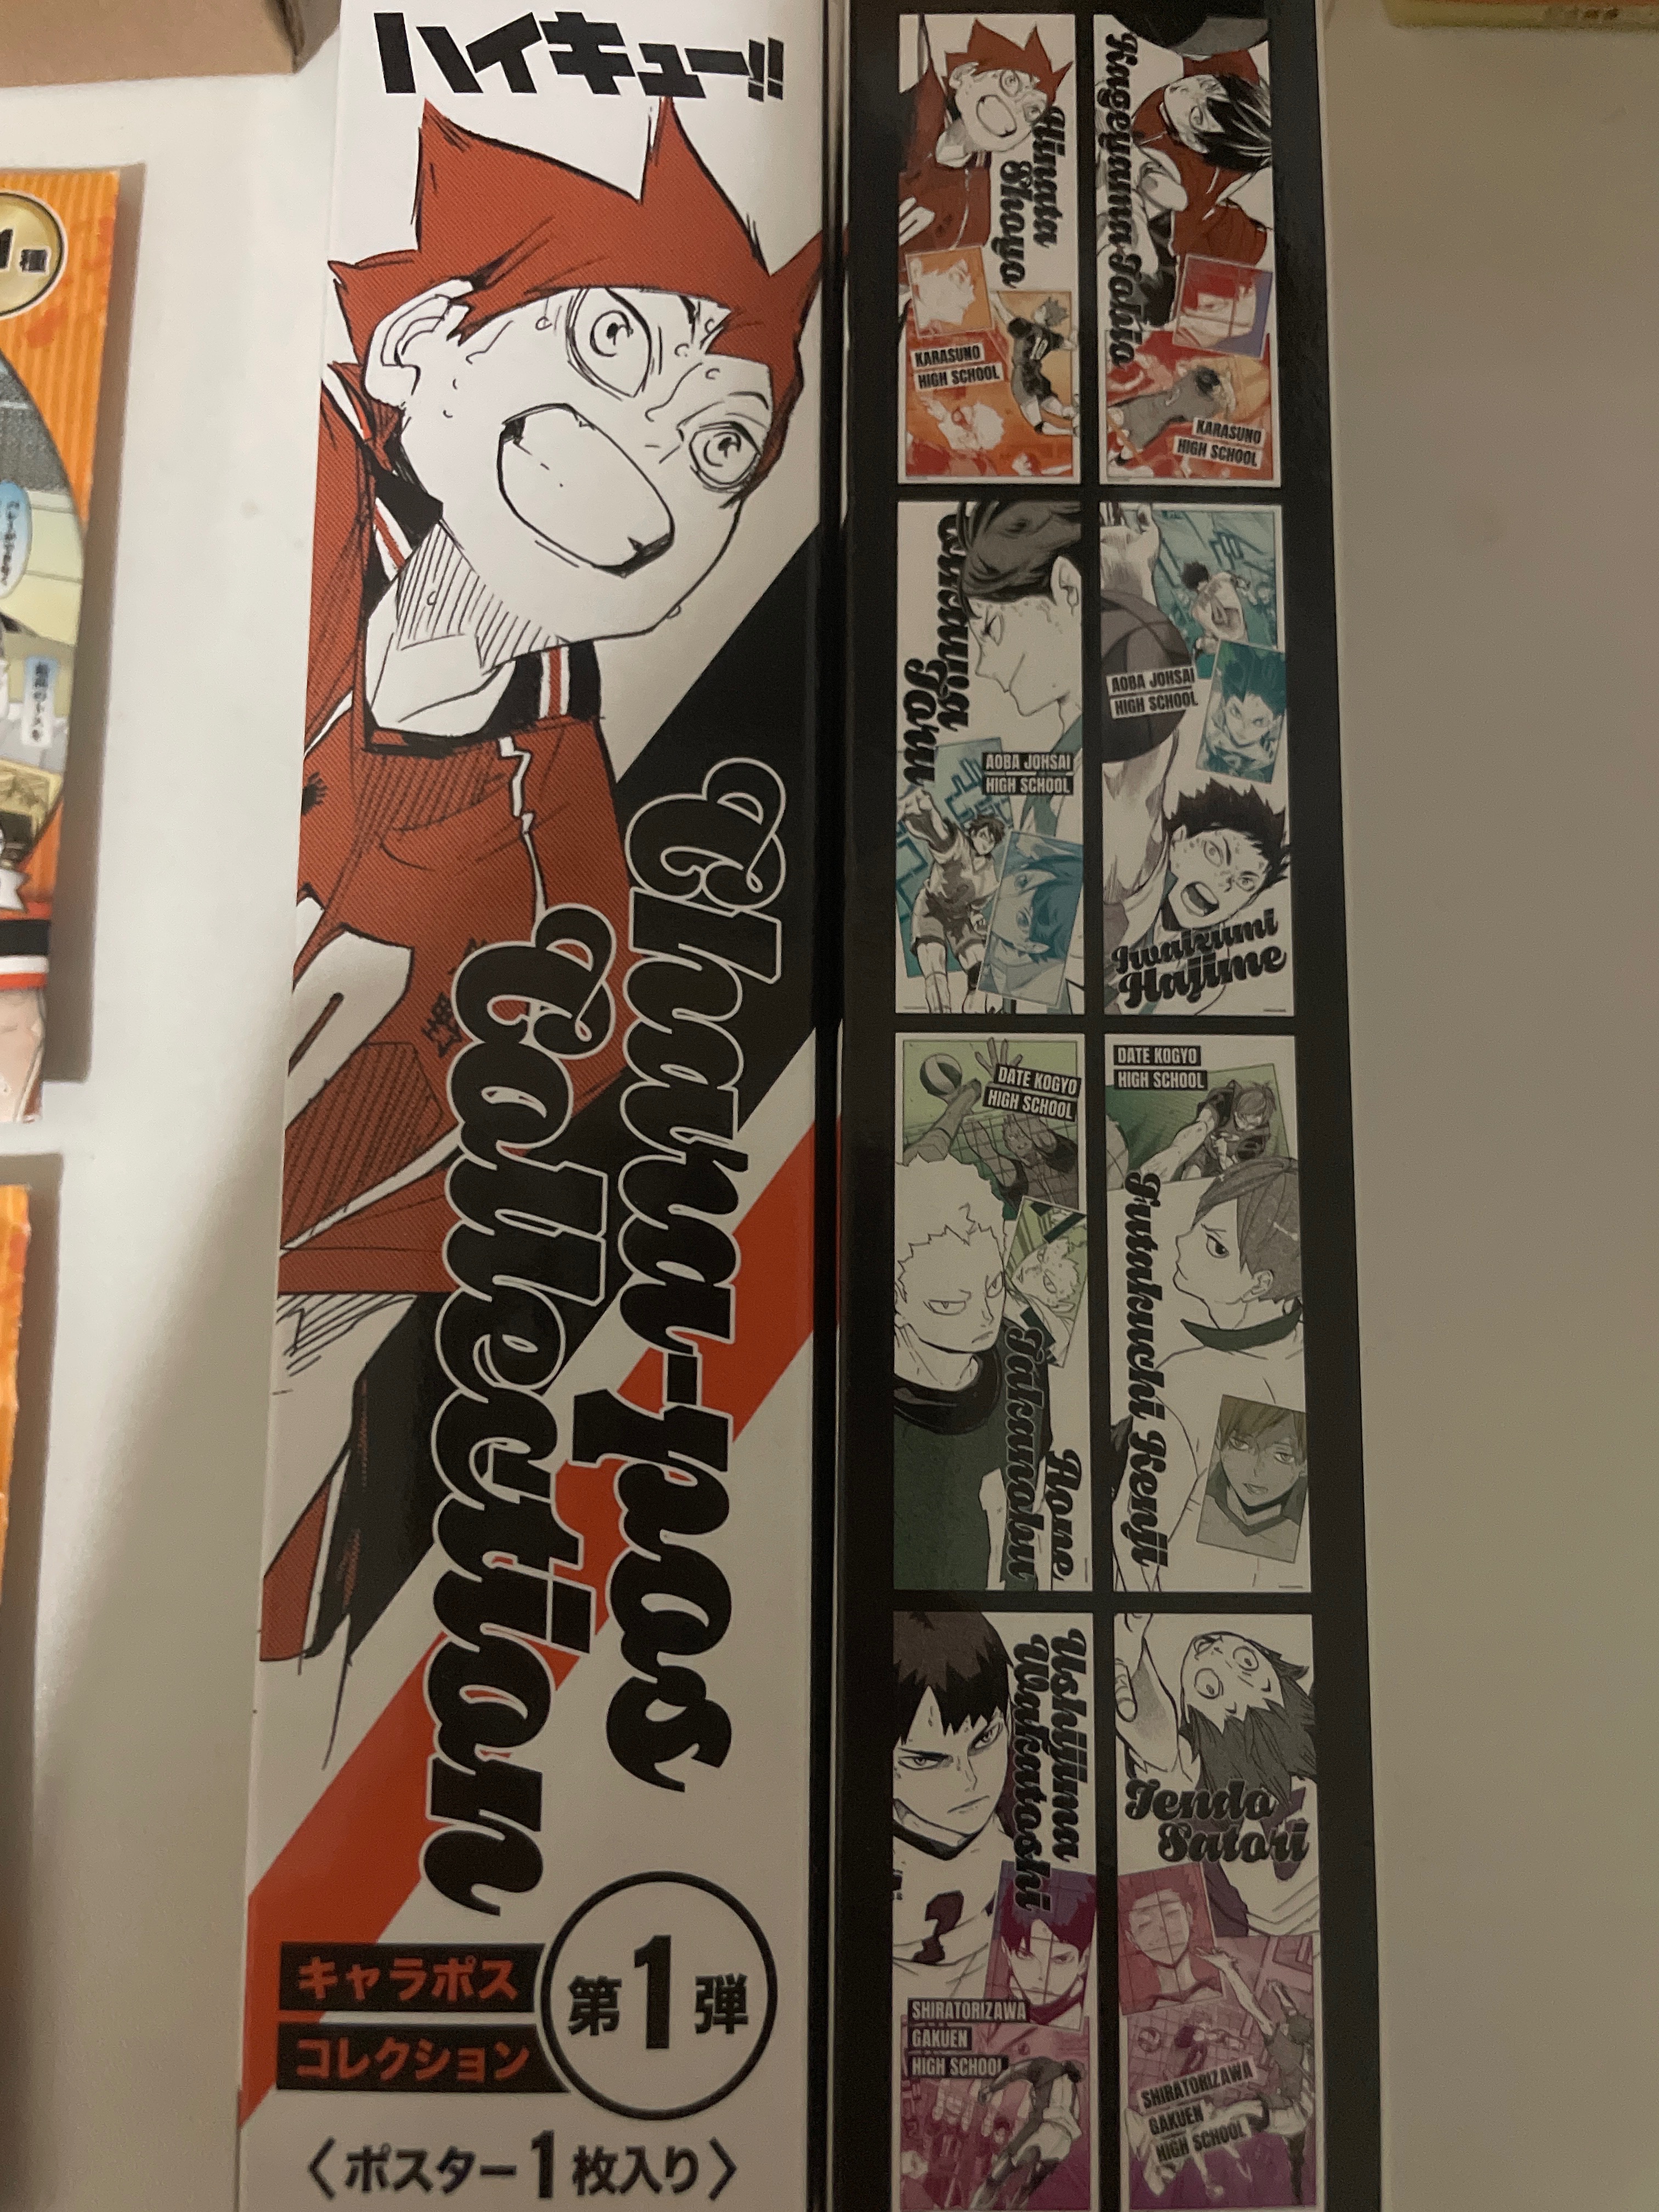 ハイキュー!!
Chara-pos
Collection
キャラポス
コレクション
第1弾
〈ポスター1枚入り〉
Hinata
Shoyo
KARASUNO
HIGH SCHOOL
Kageyama Tobio
KARASUNO
HIGH SCHOOL
Oikawa
Toru
AOBA JOHSAI
HIGH SCHOOL
AOBA JOHSAI
HIGH SCHOOL
Iwaizumi
Hajime
DATE KOGYO
HIGH SCHOOL
Aone
Takanobu
DATE KOGYO
HIGH SCHOOL
Futakuchi Kenji
Ushijima
Wakatoshi
SHIRATORIZAWA
GAKUEN
HIGH SCHOOL
Tendo
Satori
SHIRATORIZAWA
GAKUEN
HIGH SCHOOL
種